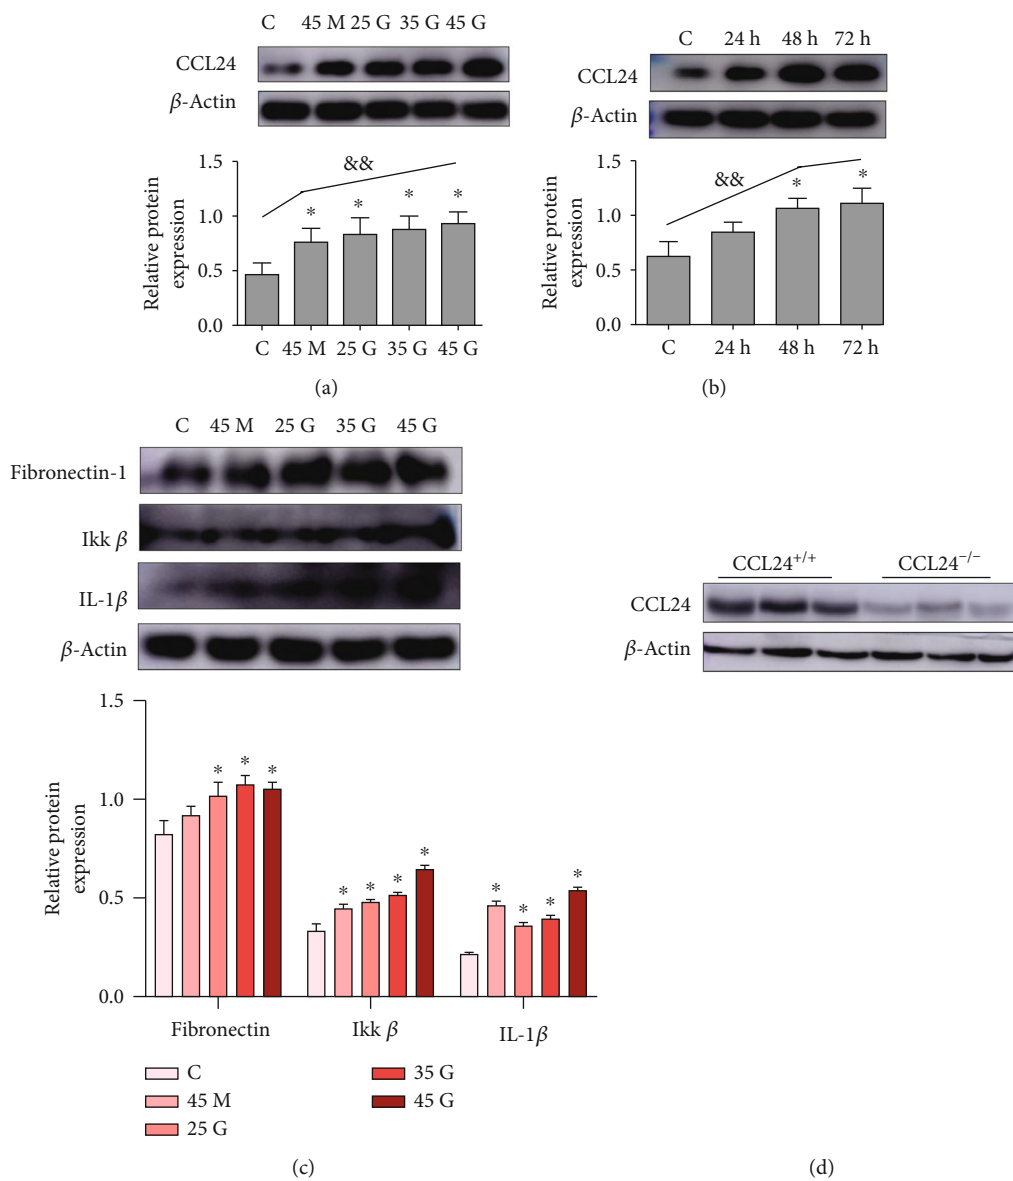 C 45 M 25 G 35 G 45 G
CCL24
β-Actin
1.5
1.0
0.5
0.0
Relative protein
expression
&&
* * * *
C 45 M 25 G 35 G 45 G
(a)
C 24 h 48 h 72 h
CCL24
β-Actin
1.5
1.0
0.5
0.0
Relative protein
expression
&&
* *
C 24 h 48 h 72 h
(b)
C 45 M 25 G 35 G 45 G
Fibronectin-1
Ikk β
IL-1β
β-Actin
1.5
1.0
0.5
0.0
Relative protein
expression
* * *
* * * *
* * * *
Fibronectin Ikk β IL-1β
C
45 M
25 G
35 G
45 G
(c)
CCL24+/+ CCL24−/−
CCL24
β-Actin
(d)